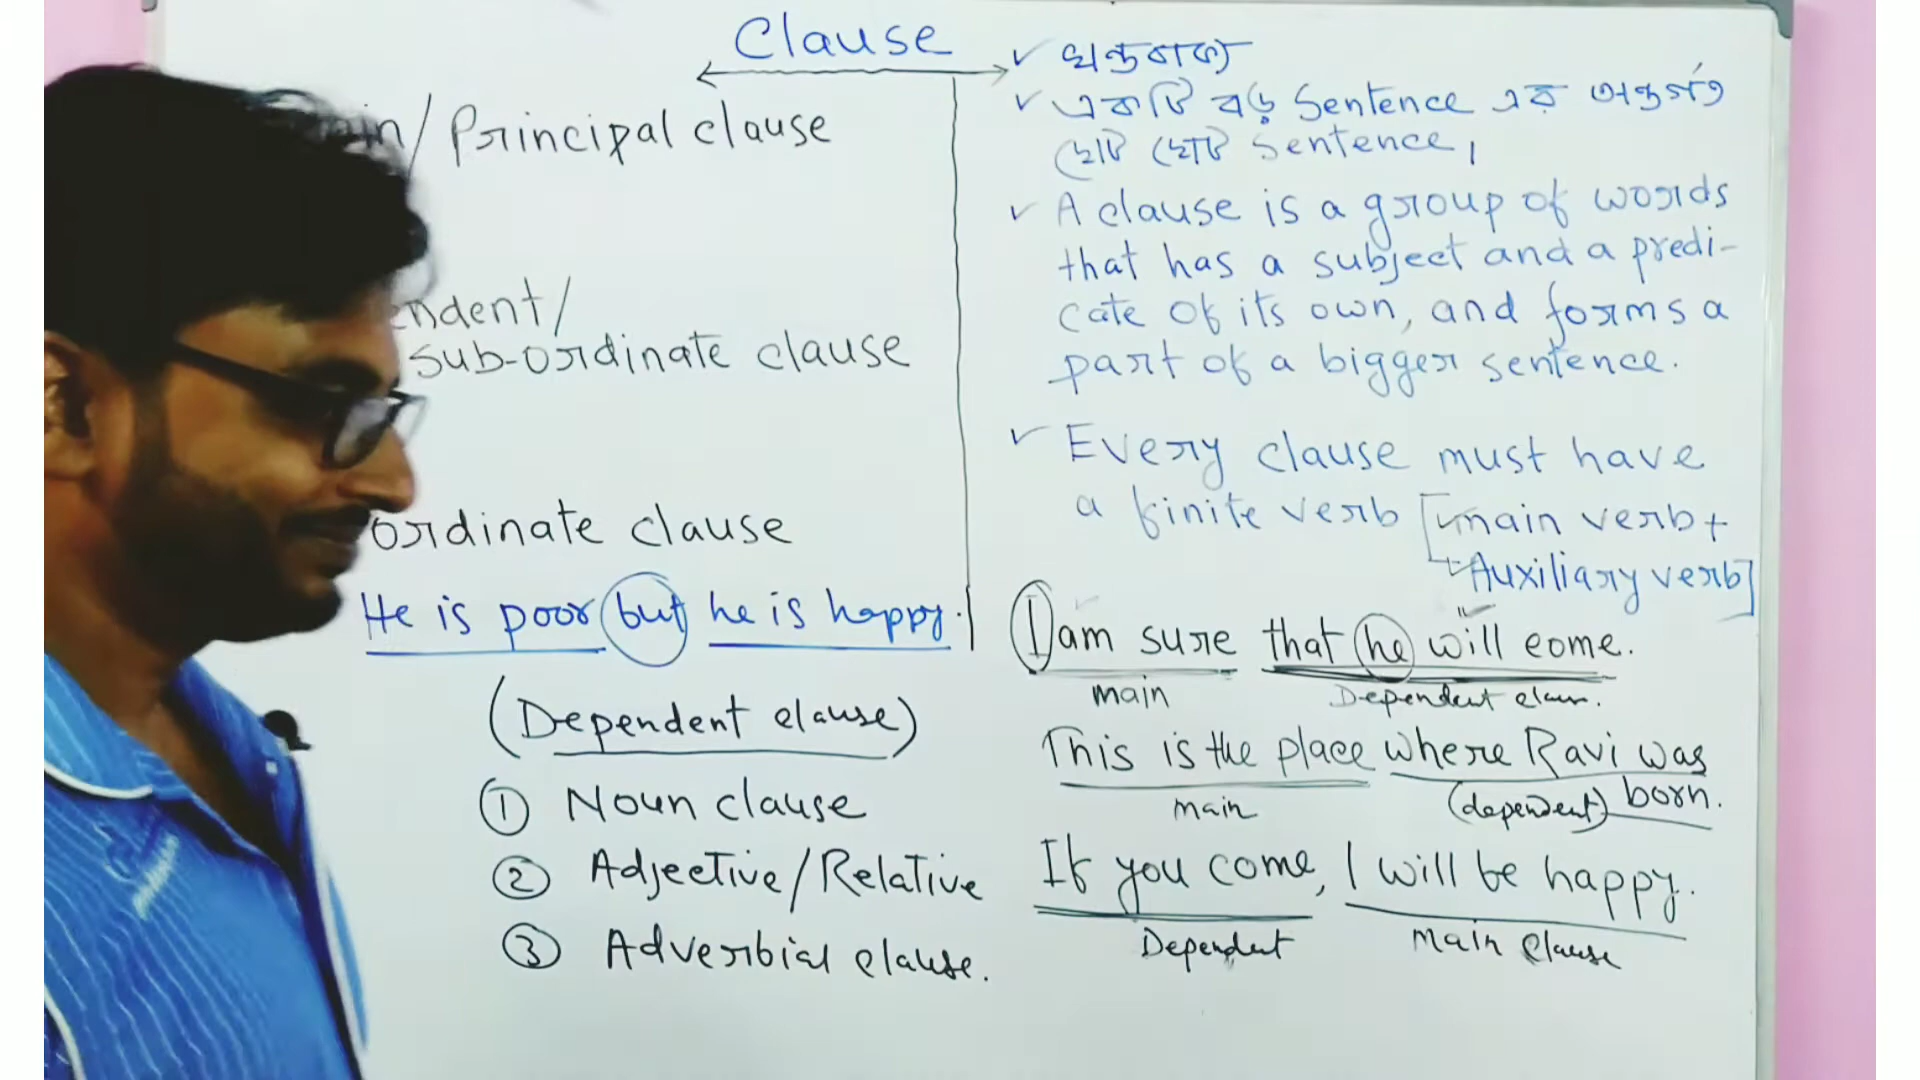 Clause
/Principal clause
endent/
sub-ordinate clause
ordinate clause
He is poor but he is happy.
(Dependent clause)
① Noun clause
② Adjective/Relative
③ Adverbial clause.
✓ খন্ডবাক্য
✓ একটি বড় Sentence এর অন্তর্গত
ছোট ছোট Sentence,
✓ A clause is a group of words
that has a subject and a predi-
cate of its own, and forms a
part of a bigger sentence.
✓ Every clause must have
a finite verb [main verb +
Auxiliary verb]
I am sure that he will come.
main Dependent claus.
This is the place where Ravi was
born.
main (dependent)
If you come, I will be happy.
Dependent main clause